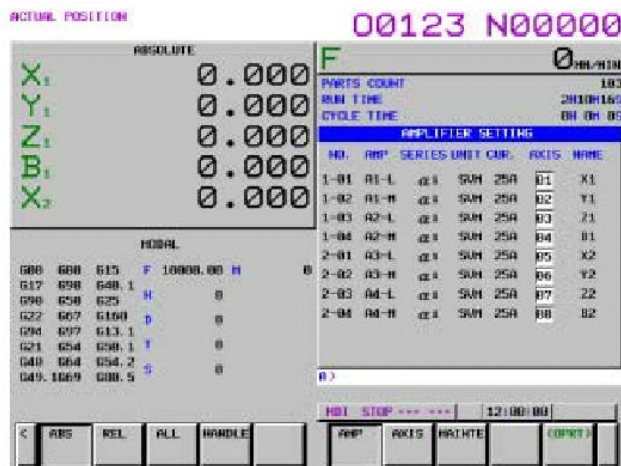 ACTUAL POSITION
O0123 N00000
ABSOLUTE
X1 0.000
Y1 0.000
Z1 0.000
B1 0.000
X2 0.000
F 0 MM/MIN
PARTS COUNT 103
RUN TIME 2H10M16S
CYCLE TIME 0H 0M 0S
AMPLIFIER SETTING
NO. AMP SERIES UNIT CUR. AXIS NAME
1-01 A1-L αi SVM 25A 01 X1
1-02 A1-M αi SVM 25A 02 Y1
1-03 A2-L αi SVM 25A 03 Z1
1-04 A2-M αi SVM 25A 04 B1
2-01 A3-L αi SVM 25A 05 X2
2-02 A3-M αi SVM 25A 06 Y2
2-03 A4-L αi SVM 25A 07 Z2
2-04 A4-M αi SVM 25A 08 B2
MODAL
G00 G80 G15 F 10000.00 M 0
G17 G98 G40.1
G90 G50 G25 H 0
G22 G67 G160 D 0
G94 G97 G13.1
G21 G54 G50.1 T 0
G40 G64 G54.2 S 0
G49.1 G69 G80.5
A>
MDI STOP *** *** 12:00:00
< ABS REL ALL HANDLE
AMP AXIS MAINTE (OPRT)